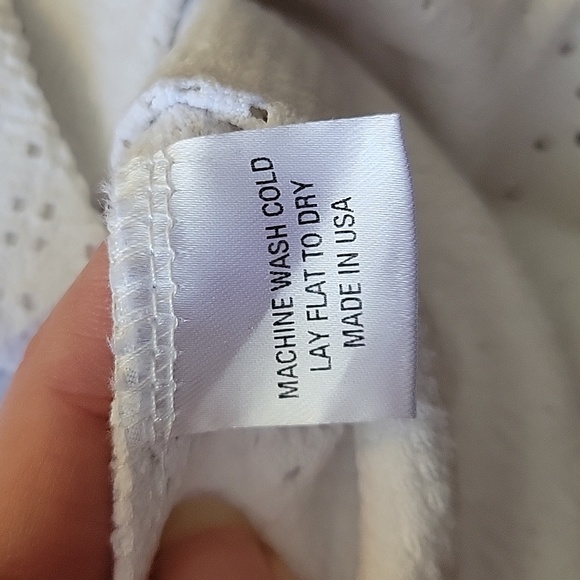 MACHINE WASH COLD
LAY FLAT TO DRY
MADE IN USA